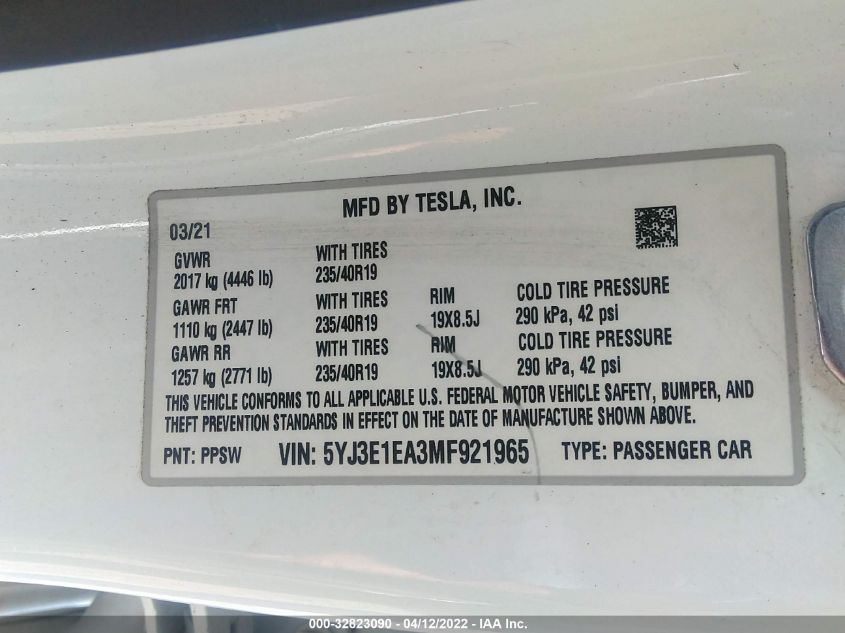 MFD BY TESLA, INC.
03/21
GVWR WITH TIRES
2017 kg (4446 lb) 235/40R19
GAWR FRT WITH TIRES RIM COLD TIRE PRESSURE
1110 kg (2447 lb) 235/40R19 19X8.5J 290 kPa, 42 psi
GAWR RR WITH TIRES RIM COLD TIRE PRESSURE
1257 kg (2771 lb) 235/40R19 19X8.5J 290 kPa, 42 psi
THIS VEHICLE CONFORMS TO ALL APPLICABLE U.S. FEDERAL MOTOR VEHICLE SAFETY, BUMPER, AND
THEFT PREVENTION STANDARDS IN EFFECT ON THE DATE OF MANUFACTURE SHOWN ABOVE.
PNT: PPSW VIN: 5YJ3E1EA3MF921965 TYPE: PASSENGER CAR
000-32823090 - 04/12/2022 - IAA Inc.